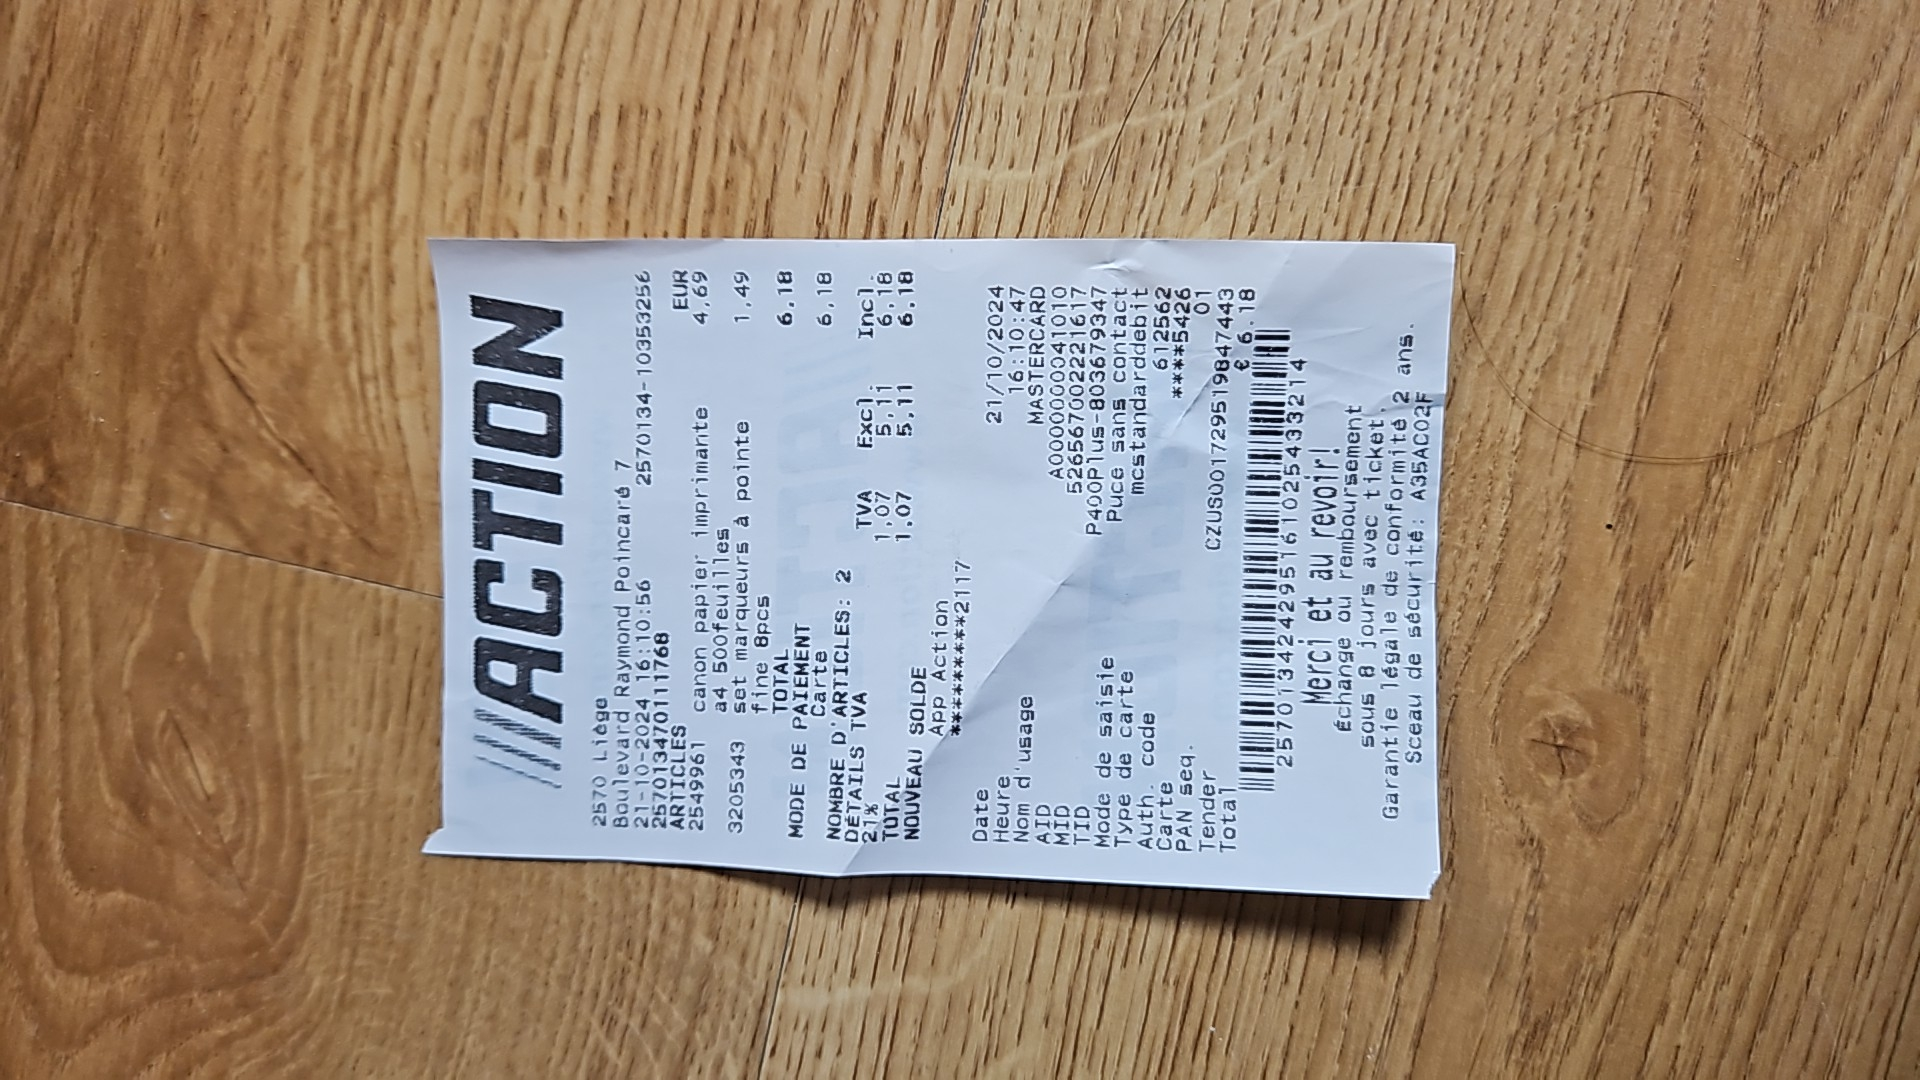 ACTION
2570 Liège
Boulevard Raymond Poincaré 7
21-10-2024 16:10:56 2570134-10353256
2570134701111768
ARTICLES EUR
2549961 canon papier imprimante 4,69
a4 500feuilles
3205343 set marqueurs à pointe 1,49
fine 8pcs
TOTAL 6,18
MODE DE PAIEMENT
Carte 6,18
NOMBRE D'ARTICLES: 2
DÉTAILS TVA TVA Excl. Incl.
21% 1,07 5,11 6,18
TOTAL 1.07 5.11 6.18
NOUVEAU SOLDE
App Action
**********2117
Date 21/10/2024
Heure 16:10:47
Nom d'usage MASTERCARD
AID A0000000041010
MID 526567002221617
TID P400Plus-803679347
Mode de saisie Puce sans contact
Type de carte mcstandarddebit
Auth. code 612562
Carte ****5426
PAN seq. 01
Tender CZUS001729519847443
Total € 6.18
2570134242951610254333214
Merci et au revoir!
Échange ou remboursement
sous 8 jours avec ticket.
Garantie légale de conformité 2 ans.
Sceau de sécurité: A35AC02F